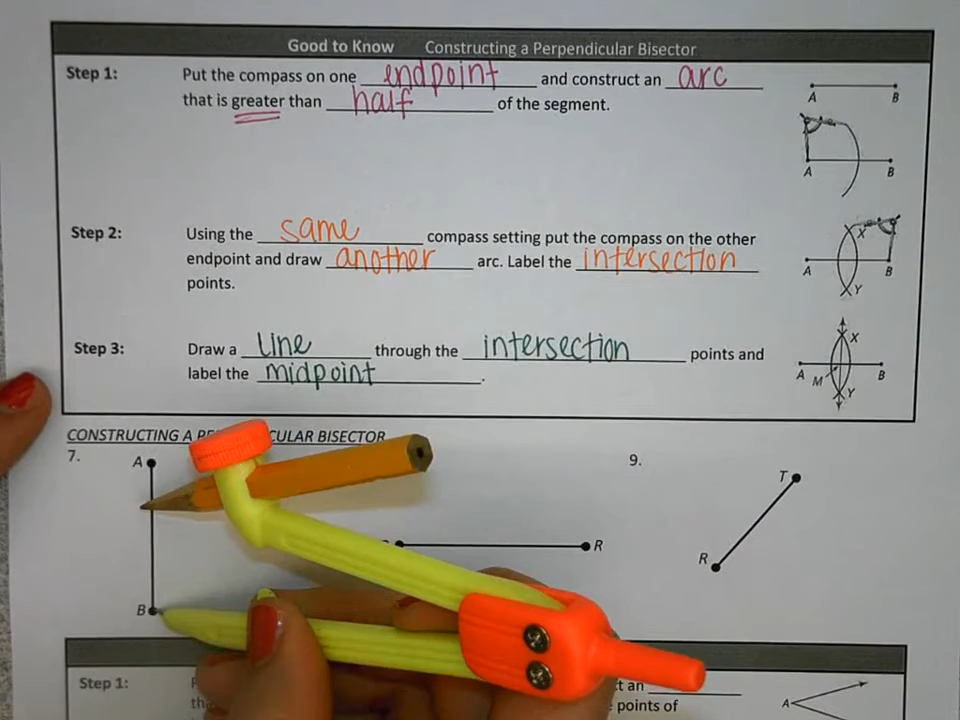 Good to Know Constructing a Perpendicular Bisector
Step 1:
Put the compass on one endpoint and construct an arc
that is greater than half of the segment.
A B
A B
Step 2:
Using the same compass setting put the compass on the other
endpoint and draw another arc. Label the intersection
points.
X
A B
Y
Step 3:
Draw a line through the intersection points and
label the midpoint.
X
A M B
Y
CONSTRUCTING A CULAR BISECTOR
7.
A
B
R
9.
T
R
Step 1:
an
points of
A